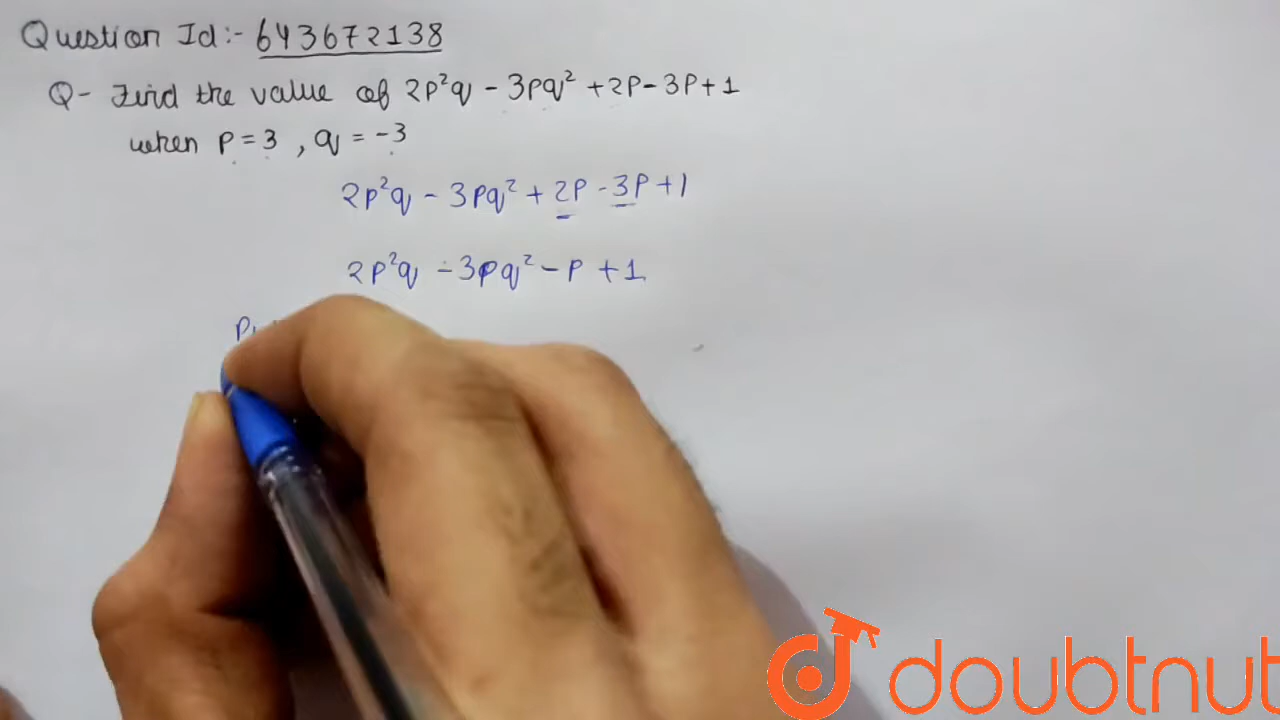 Question Id:- 643672138
Q- Find the value of 2p²q - 3pq² + 2P - 3P + 1
when P = 3 , q = -3
2p²q - 3pq² + 2P - 3P + 1
2p²q - 3pq² - P + 1
doubtnut